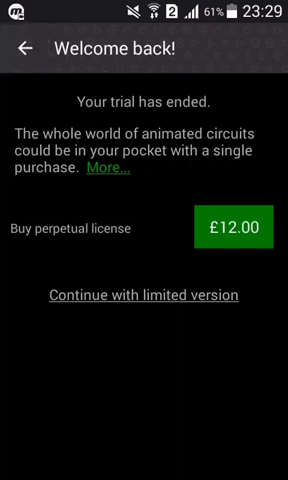 2 61% 23:29
Welcome back!
Your trial has ended.
The whole world of animated circuits
could be in your pocket with a single
purchase. More...
Buy perpetual license £12.00
Continue with limited version